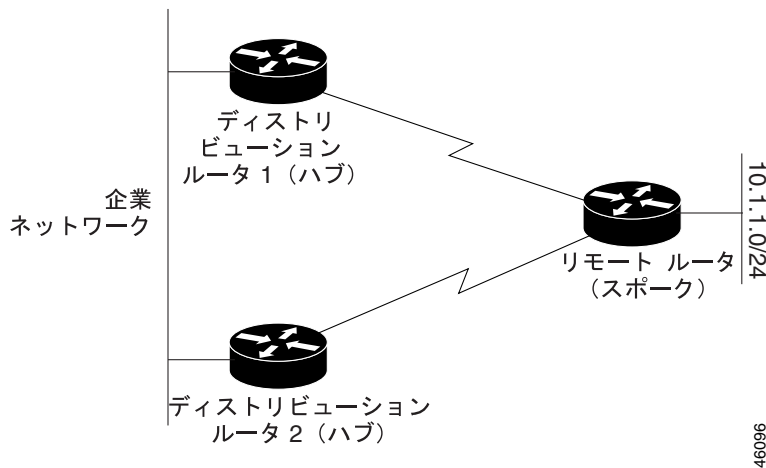 ディストリ
ビューション
ルータ 1（ハブ）
企業
ネットワーク
10.1.1.0/24
リモート ルータ
（スポーク）
ディストリビューション
ルータ 2（ハブ）
46096